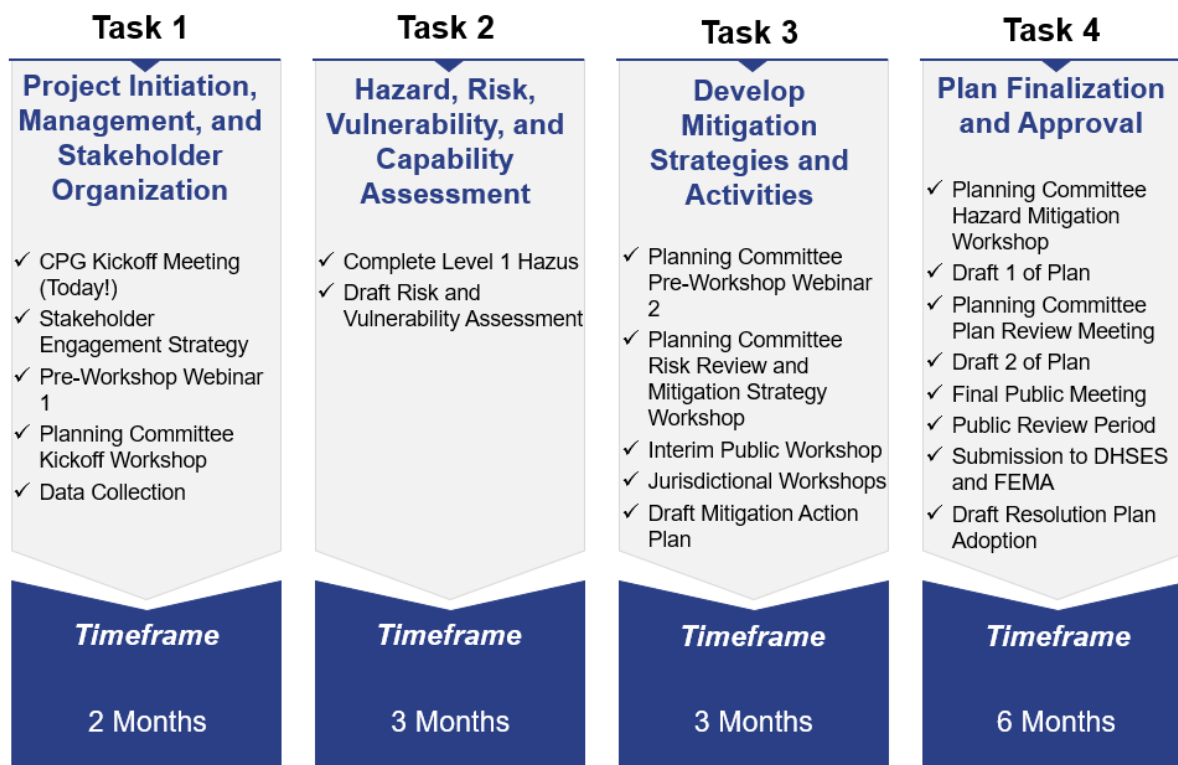 Task 1
Project Initiation,
Management, and
Stakeholder
Organization
✓ CPG Kickoff Meeting
(Today!)
✓ Stakeholder
Engagement Strategy
✓ Pre-Workshop Webinar
1
✓ Planning Committee
Kickoff Workshop
✓ Data Collection
Timeframe
2 Months
Task 2
Hazard, Risk,
Vulnerability, and
Capability
Assessment
✓ Complete Level 1 Hazus
✓ Draft Risk and
Vulnerability Assessment
Timeframe
3 Months
Task 3
Develop
Mitigation
Strategies and
Activities
✓ Planning Committee
Pre-Workshop Webinar
2
✓ Planning Committee
Risk Review and
Mitigation Strategy
Workshop
✓ Interim Public Workshop
✓ Jurisdictional Workshops
✓ Draft Mitigation Action
Plan
Timeframe
3 Months
Task 4
Plan Finalization
and Approval
✓ Planning Committee
Hazard Mitigation
Workshop
✓ Draft 1 of Plan
✓ Planning Committee
Plan Review Meeting
✓ Draft 2 of Plan
✓ Final Public Meeting
✓ Public Review Period
✓ Submission to DHSES
and FEMA
✓ Draft Resolution Plan
Adoption
Timeframe
6 Months